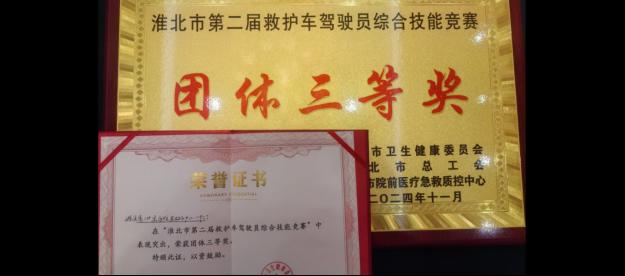 淮北市第二届救护车驾驶员综合技能竞赛
团体三等奖
市卫生健康委员会
北市总工会
市院前医疗急救质控中心
二〇二四年十一月
荣誉证书
HONORARY CREDENTIAL
在“淮北市第二届救护车驾驶员综合技能竞赛”中
表现突出，荣获团体三等奖。
特颁此证，以资鼓励。